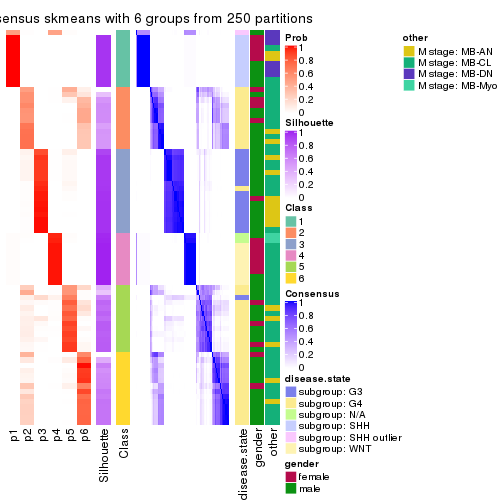 ensus skmeans with 6 groups from 250 partitions
Prob
1
0.8
0.6
0.4
0.2
0
Silhouette
1
0.8
0.6
0.4
0.2
0
Class
1
2
3
4
5
6
Consensus
1
0.8
0.6
0.4
0.2
0
disease.state
subgroup: G3
subgroup: G4
subgroup: N/A
subgroup: SHH
subgroup: SHH outlier
subgroup: WNT
gender
female
male
other
M stage: MB-AN
M stage: MB-CL
M stage: MB-DN
M stage: MB-Myo
p1
p2
p3
p4
p5
p6
Silhouette
Class
disease.state
gender
other